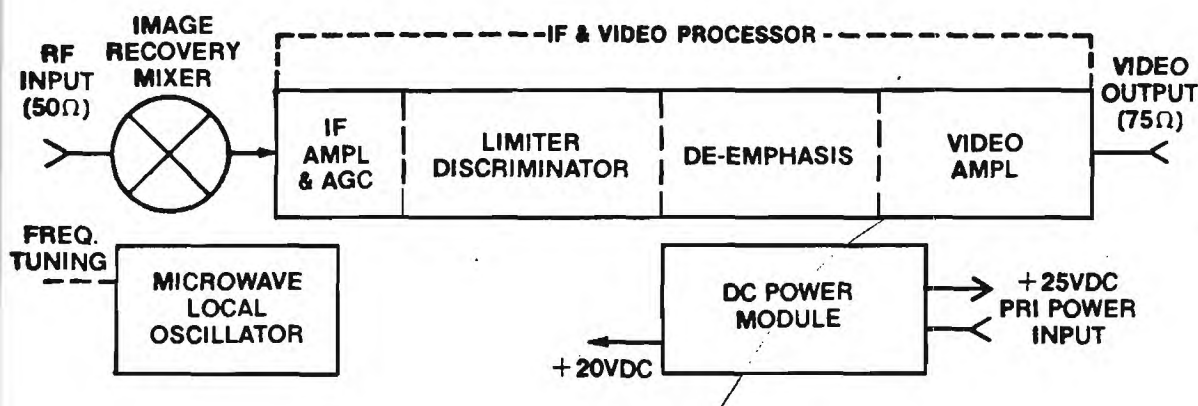 IMAGE
RECOVERY
MIXER
RF
INPUT
(50Ω)
IF & VIDEO PROCESSOR
VIDEO
OUTPUT
(75Ω)
IF
AMPL
& AGC
LIMITER
DISCRIMINATOR
DE-EMPHASIS
VIDEO
AMPL
FREQ.
TUNING
MICROWAVE
LOCAL
OSCILLATOR
DC POWER
MODULE
+20VDC
+25VDC
PRI POWER
INPUT